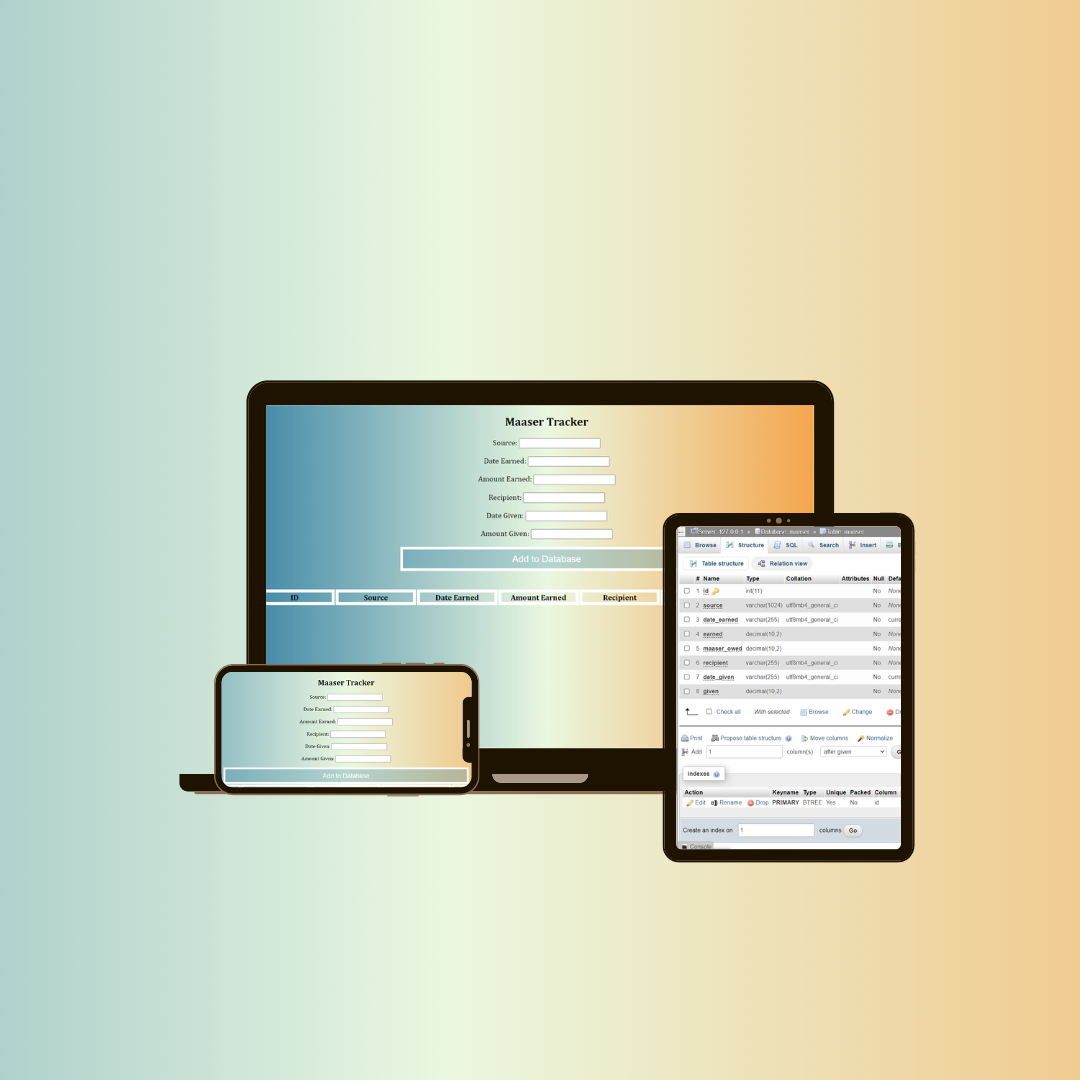 Maaser Tracker
Source:
Date Earned:
Amount Earned:
Recipient:
Date Given:
Amount Given:
Add to Database
ID Source Date Earned Amount Earned Recipient
Maaser Tracker
Source:
Date Earned:
Amount Earned:
Recipient:
Date Given:
Amount Given:
Add to Database
Server: 127.0.0.1 » Database: maaser » Table: maaser
Browse Structure SQL Search Insert
Table structure Relation view
# Name Type Collation Attributes Null
1 id int(11) No None
2 source varchar(1024) utf8mb4_general_ci No None
3 date_earned varchar(255) utf8mb4_general_ci No
4 earned decimal(10,2) No None
5 maaser_owed decimal(10,2) No None
6 recipient varchar(255) utf8mb4_general_ci No None
7 date_given varchar(255) utf8mb4_general_ci No
8 given decimal(10,2) No None
Check all With selected: Browse Change
Print Propose table structure Move columns Normalize
Add 1 column(s) after given
Indexes
Action Keyname Type Unique Packed Column
Edit Rename Drop PRIMARY BTREE Yes No id
Create an index on 1 columns Go
Console